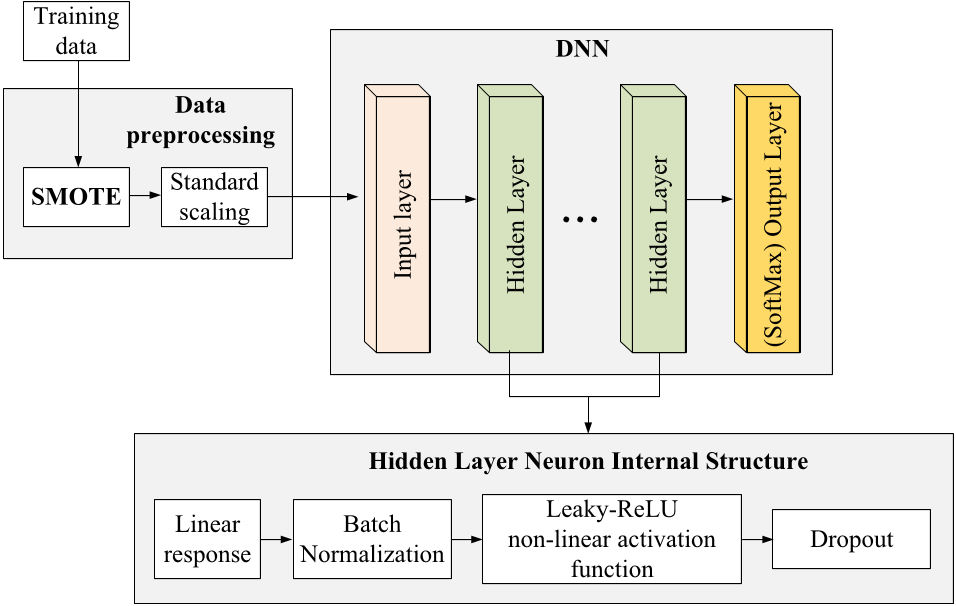 Training
data
Data
preprocessing
SMOTE
Standard
scaling
DNN
Input layer
Hidden Layer
...
Hidden Layer
(SoftMax) Output Layer
Hidden Layer Neuron Internal Structure
Linear
response
Batch
Normalization
Leaky-ReLU
non-linear activation
function
Dropout